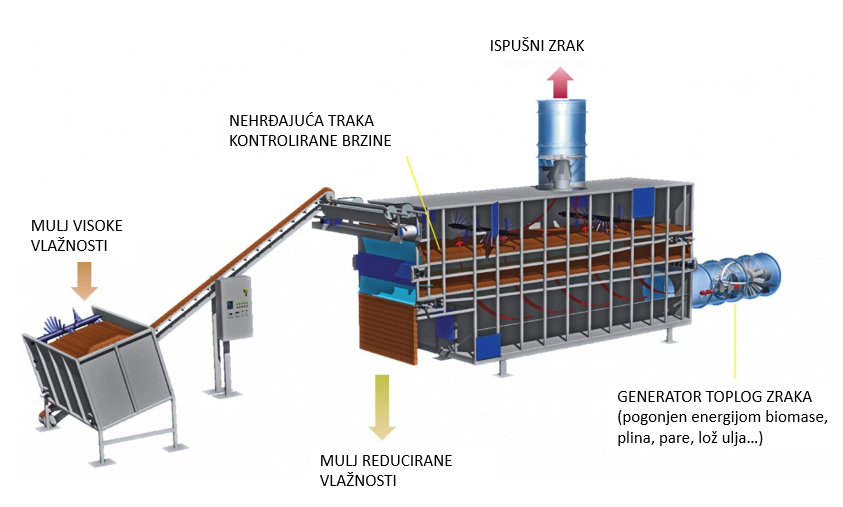 ISPUŠNI ZRAK
NEHRĐAJUĆA TRAKA
KONTROLIRANE BRZINE
MULJ VISOKE
VLAŽNOSTI
GENERATOR TOPLOG ZRAKA
(pogonjen energijom biomase,
plina, pare, lož ulja…)
MULJ REDUCIRANE
VLAŽNOSTI